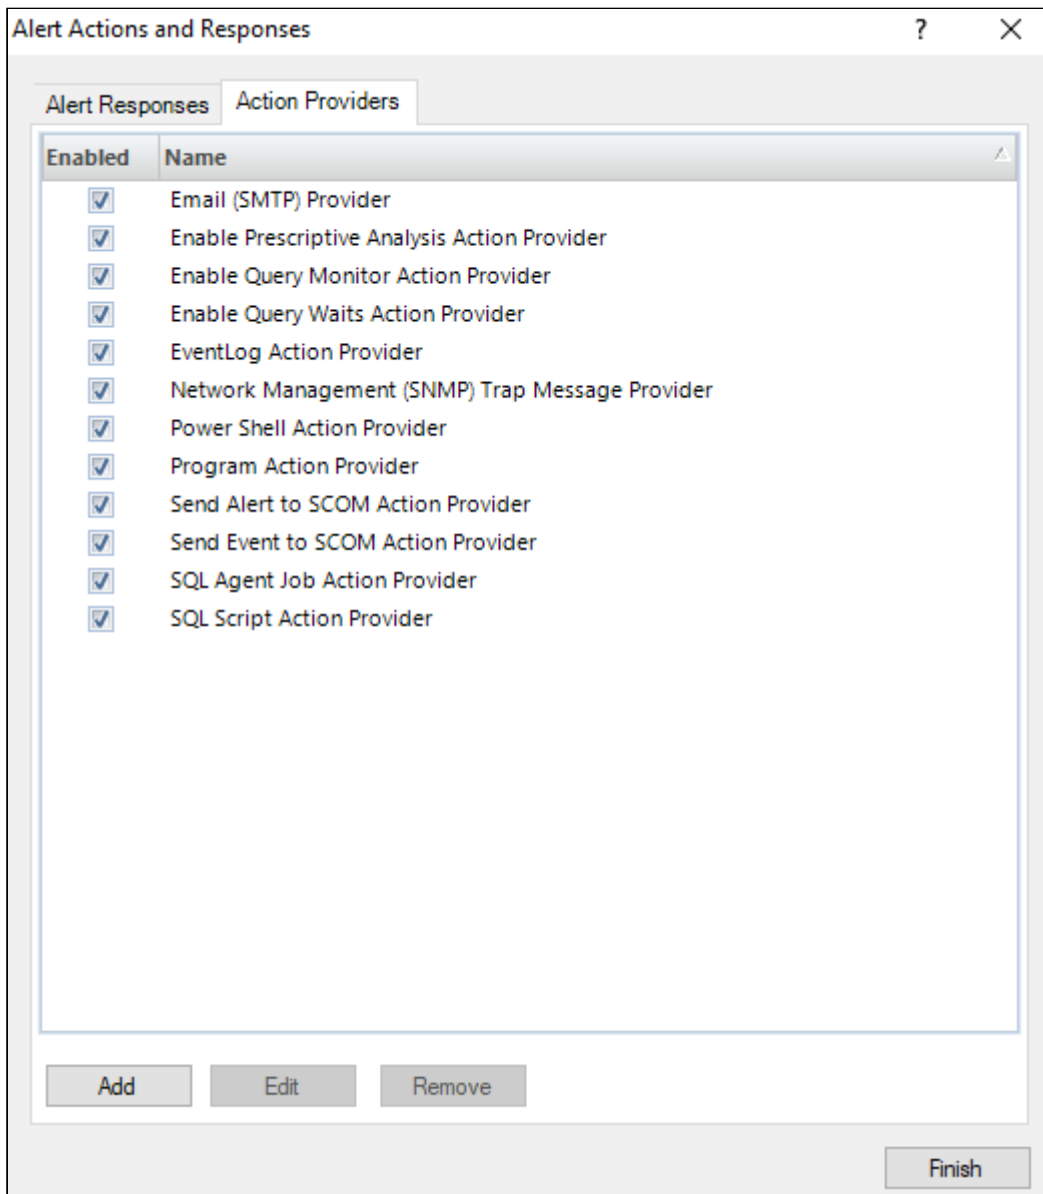 Alert Actions and Responses ?
Alert Responses Action Providers
Enabled Name
Email (SMTP) Provider
Enable Prescriptive Analysis Action Provider
Enable Query Monitor Action Provider
Enable Query Waits Action Provider
EventLog Action Provider
Network Management (SNMP) Trap Message Provider
Power Shell Action Provider
Program Action Provider
Send Alert to SCOM Action Provider
Send Event to SCOM Action Provider
SQL Agent Job Action Provider
SQL Script Action Provider
Add Edit Remove
Finish